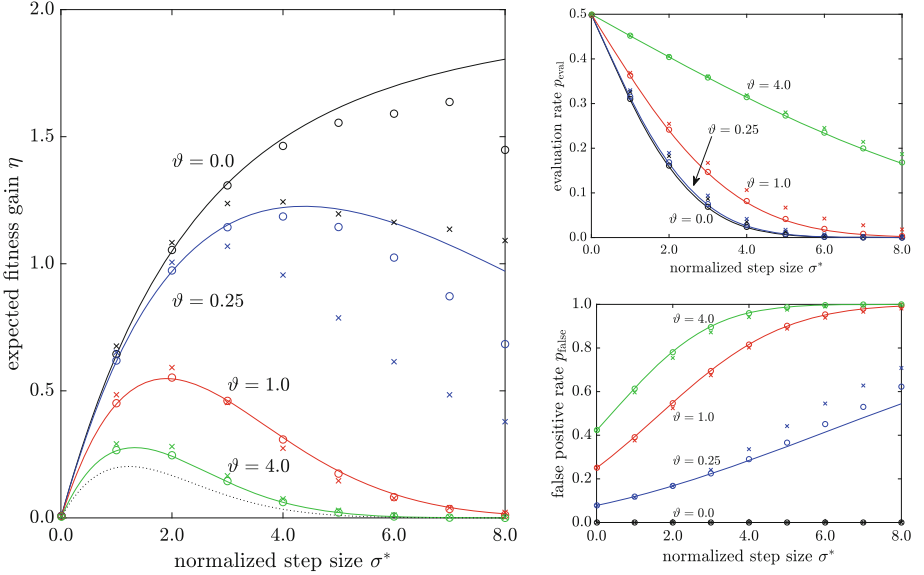 expected fitness gain η
2.0
1.5
1.0
0.5
0.0
ϑ = 0.0
ϑ = 0.25
ϑ = 1.0
ϑ = 4.0
0.0 2.0 4.0 6.0 8.0
normalized step size σ*
evaluation rate p_eval
0.5
0.4
0.3
0.2
0.1
0.0
ϑ = 4.0
ϑ = 0.25
ϑ = 1.0
ϑ = 0.0
0.0 2.0 4.0 6.0 8.0
normalized step size σ*
false positive rate p_false
1.0
0.8
0.6
0.4
0.2
0.0
ϑ = 4.0
ϑ = 1.0
ϑ = 0.25
ϑ = 0.0
0.0 2.0 4.0 6.0 8.0
normalized step size σ*